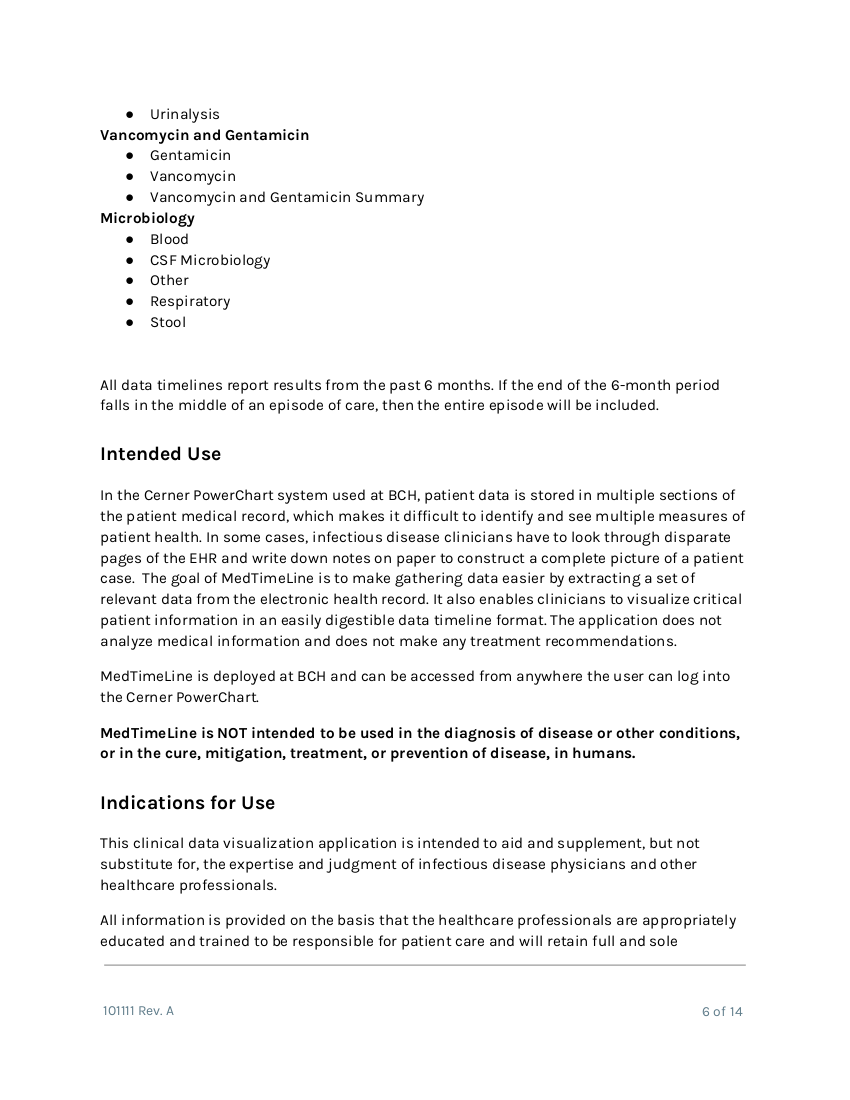 ● Urinalysis
Vancomycin and Gentamicin
● Gentamicin
● Vancomycin
● Vancomycin and Gentamicin Summary
Microbiology
● Blood
● CSF Microbiology
● Other
● Respiratory
● Stool
All data timelines report results from the past 6 months. If the end of the 6-month period
falls in the middle of an episode of care, then the entire episode will be included.
Intended Use
In the Cerner PowerChart system used at BCH, patient data is stored in multiple sections of
the patient medical record, which makes it difficult to identify and see multiple measures of
patient health. In some cases, infectious disease clinicians have to look through disparate
pages of the EHR and write down notes on paper to construct a complete picture of a patient
case. The goal of MedTimeLine is to make gathering data easier by extracting a set of
relevant data from the electronic health record. It also enables clinicians to visualize critical
patient information in an easily digestible data timeline format. The application does not
analyze medical information and does not make any treatment recommendations.
MedTimeLine is deployed at BCH and can be accessed from anywhere the user can log into
the Cerner PowerChart.
MedTimeLine is NOT intended to be used in the diagnosis of disease or other conditions,
or in the cure, mitigation, treatment, or prevention of disease, in humans.
Indications for Use
This clinical data visualization application is intended to aid and supplement, but not
substitute for, the expertise and judgment of infectious disease physicians and other
healthcare professionals.
All information is provided on the basis that the healthcare professionals are appropriately
educated and trained to be responsible for patient care and will retain full and sole
101111 Rev. A
6 of 14